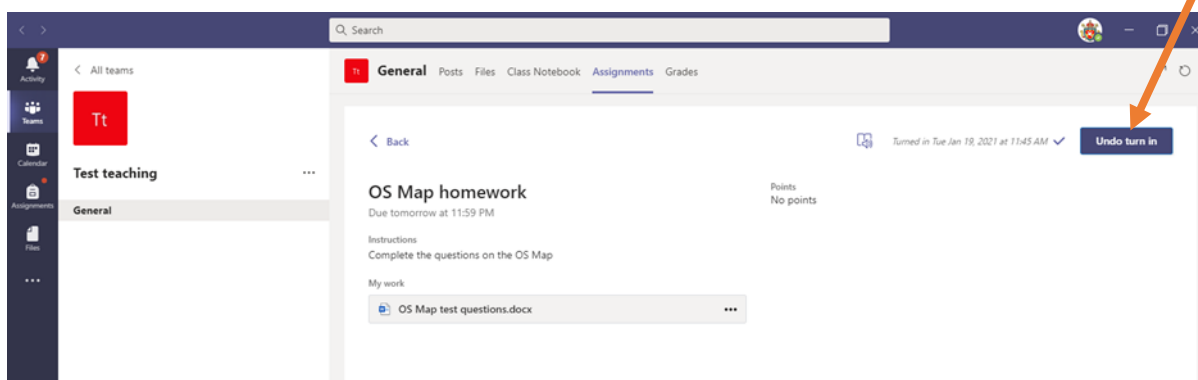 Search
7
Activity
Teams
Calendar
Assignments
Files
All teams
Tt
Test teaching
General
Tt General Posts Files Class Notebook Assignments Grades
Back
Turned in Tue Jan 19, 2021 at 11:45 AM
Undo turn in
OS Map homework
Due tomorrow at 11:59 PM
Points
No points
Instructions
Complete the questions on the OS Map
My work
OS Map test questions.docx